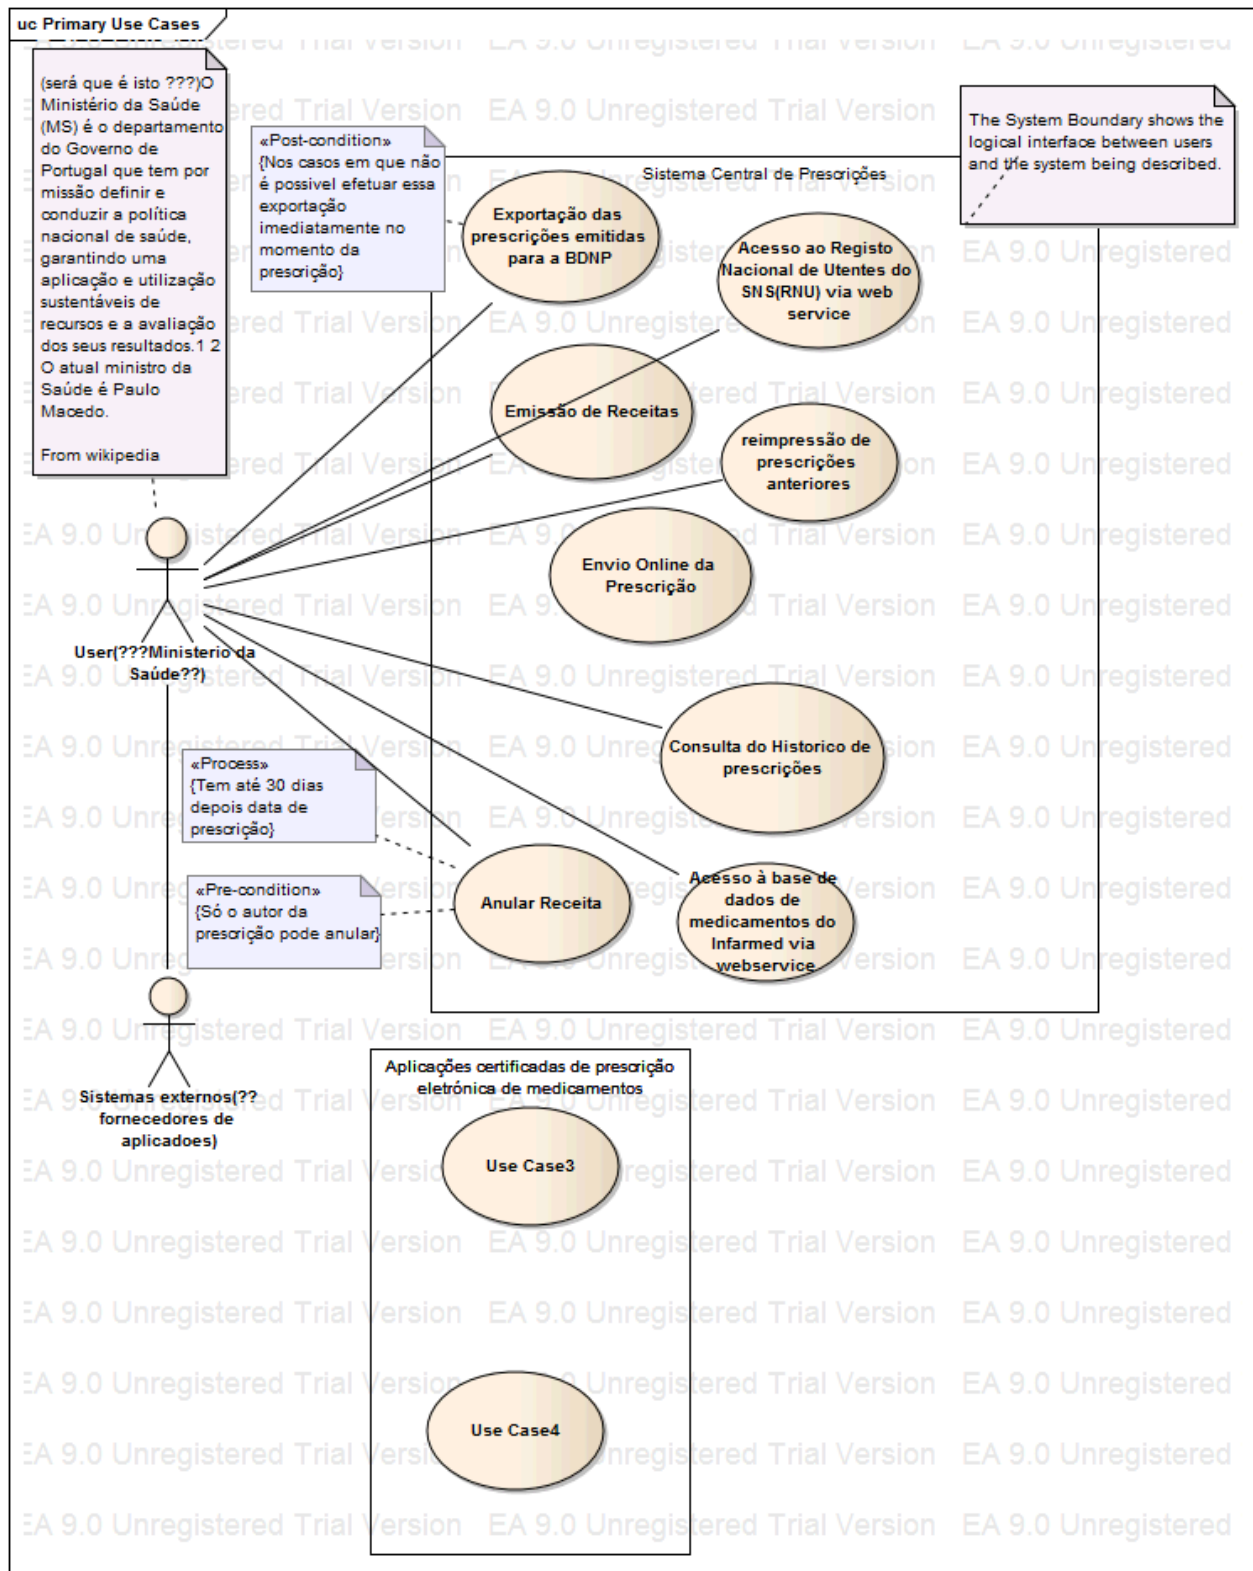 uc Primary Use Cases
(será que é isto ???)O
Ministério da Saúde
(MS) é o departamento
do Governo de
Portugal que tem por
missão definir e
conduzir a política
nacional de saúde,
garantindo uma
aplicação e utilização
sustentáveis de
recursos e a avaliação
dos seus resultados.1 2
O atual ministro da
Saúde é Paulo
Macedo.
From wikipedia
«Post-condition»
{Nos casos em que não
é possivel efetuar essa
exportação
imediatamente no
momento da
prescrição}
The System Boundary shows the
logical interface between users
and the system being described.
Sistema Central de Prescrições
Exportação das
prescrições emitidas
para a BDNP
Acesso ao Registo
Nacional de Utentes do
SNS(RNU) via web
service
Emissão de Receitas
reimpressão de
prescrições
anteriores
Envio Online da
Prescrição
User(???Ministerio da
Saúde??)
Consulta do Historico de
prescrições
«Process»
{Tem até 30 dias
depois data de
prescrição}
«Pre-condition»
{Só o autor da
prescrição pode anular}
Anular Receita
Acesso à base de
dados de
medicamentos do
Infarmed via
webservice
Sistemas externos(??
fornecedores de
aplicadoes)
Aplicações certificadas de prescrição
eletrónica de medicamentos
Use Case3
Use Case4
EA 9.0 Unregistered Trial Version